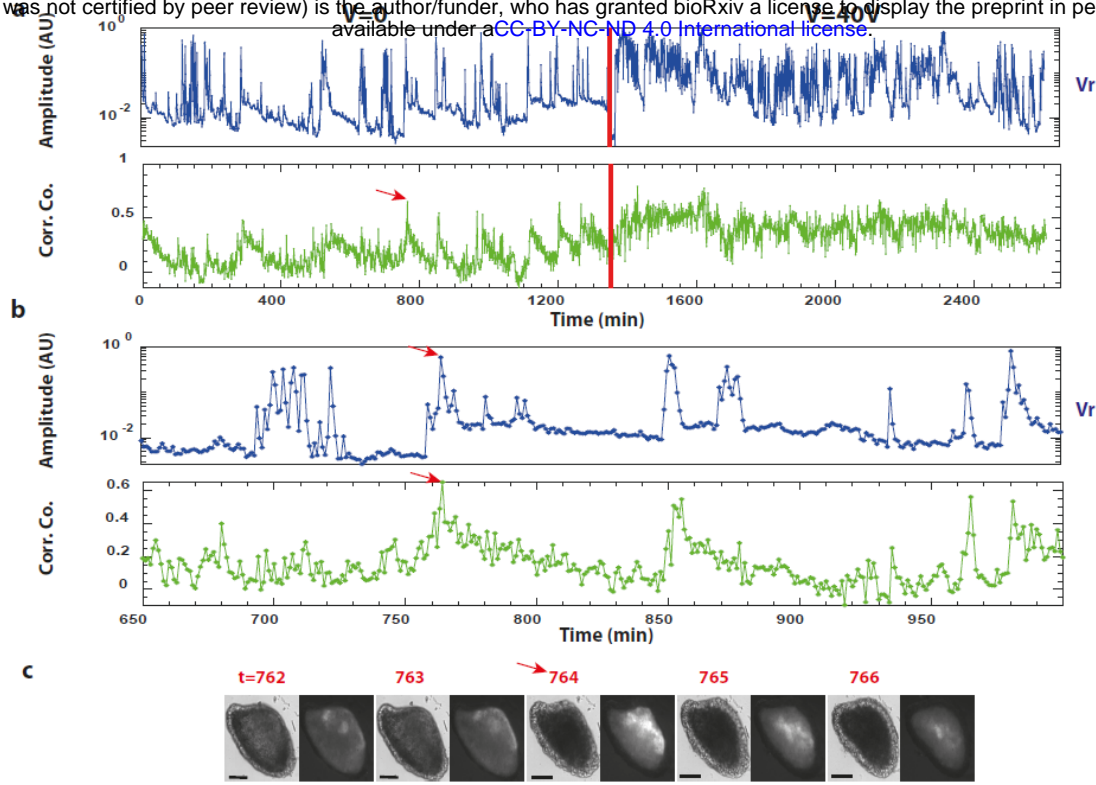 was not certified by peer review) is the author/funder, who has granted bioRxiv a license to display the preprint in pe
available under aCC-BY-NC-ND 4.0 International license.
a V=0 V=40V
Amplitude (AU)
10 0
10 -2
Vr
Corr. Co.
1
0.5
0
0 400 800 1200 1600 2000 2400
Time (min)
b
Amplitude (AU)
10 0
10 -2
Vr
Corr. Co.
0.6
0.4
0.2
0
650 700 750 800 850 900 950
Time (min)
c
t=762 763 764 765 766